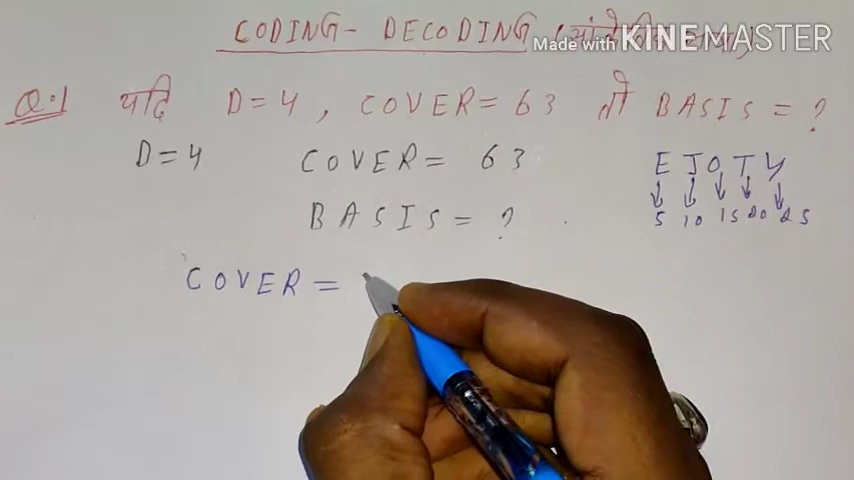 CODING- DECODING (
Made with KINEMASTER
Q.1 यदि D=4, COVER= 63 तो BASIS = ?
D=4 COVER= 63 E J O T Y
BASIS= ? 5 10 15 20 25
COVER =